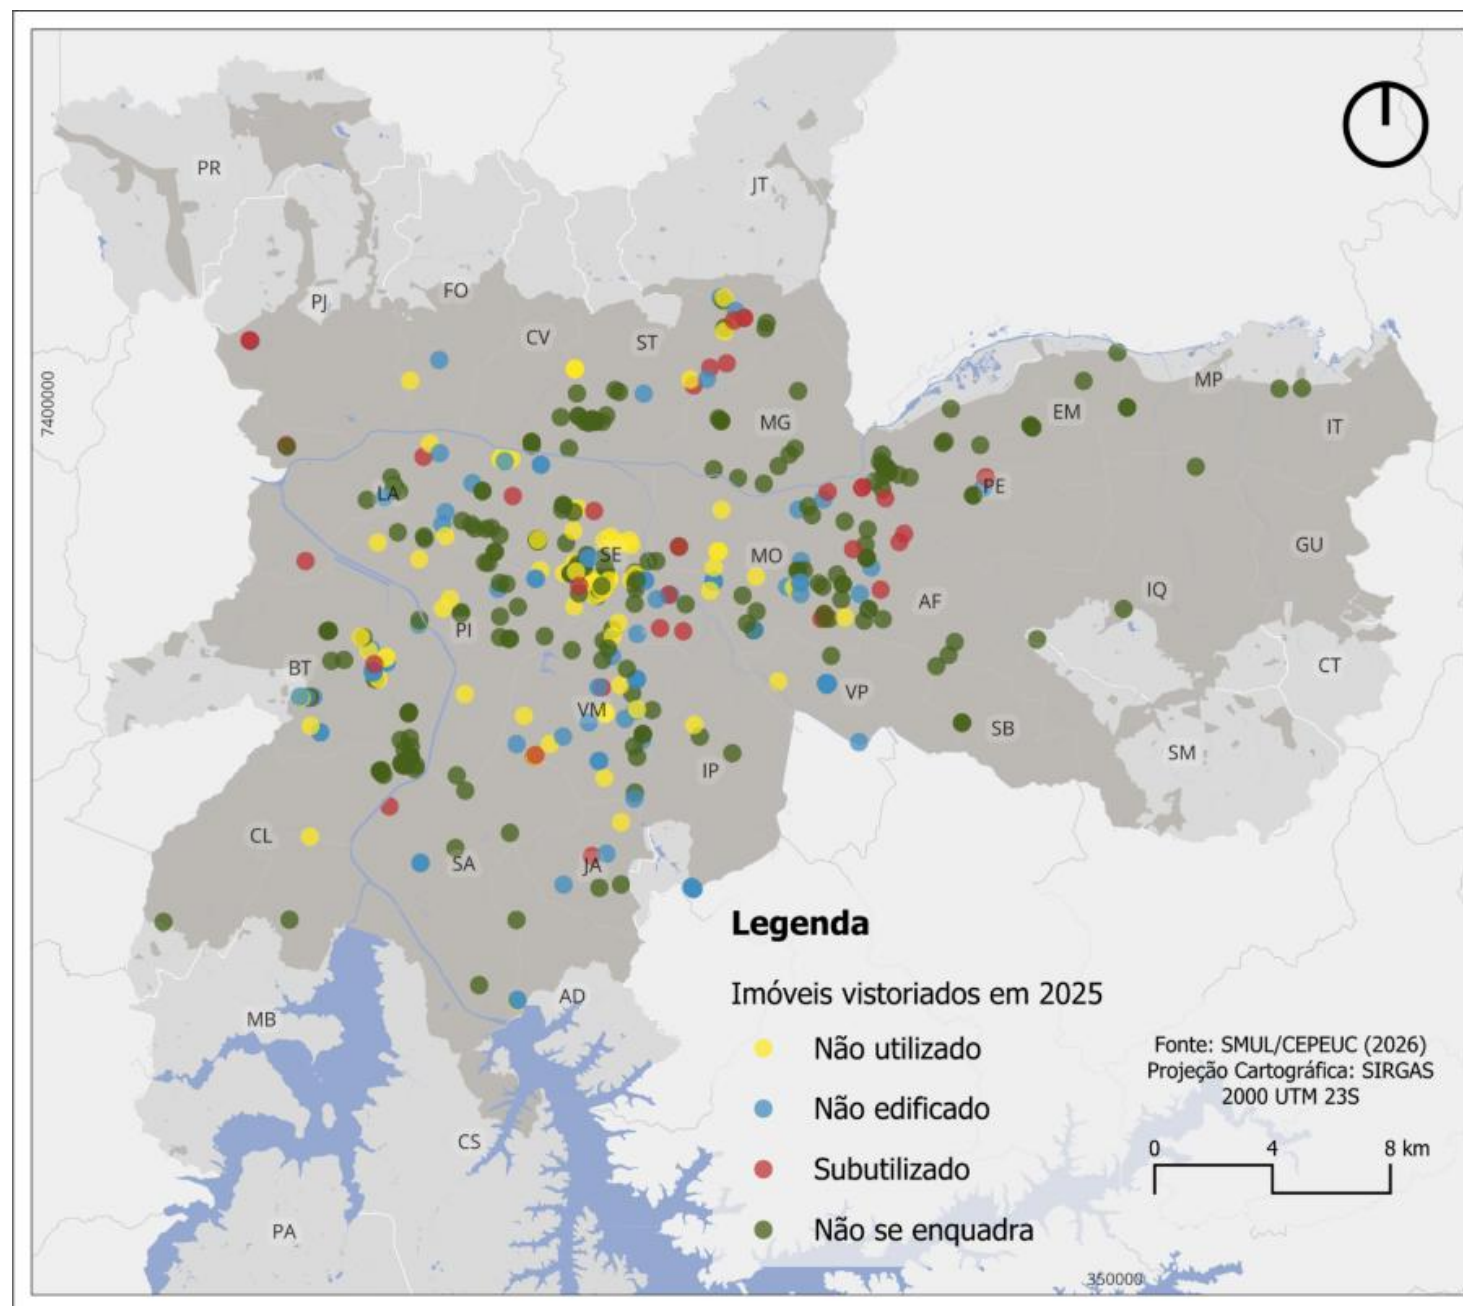 PR
JT
PJ
FO
CV
ST
7400000
MP
EM
MG
IT
LA
PE
SE
MO
GU
AF
IQ
PI
BT
CT
VM
VP
SB
SM
IP
CL
SA
JA
AD
MB
CS
PA
Legenda
Imóveis vistoriados em 2025
Não utilizado
Não edificado
Subutilizado
Não se enquadra
Fonte: SMUL/CEPEUC (2026)
Projeção Cartográfica: SIRGAS
2000 UTM 23S
0 4 8 km
350000